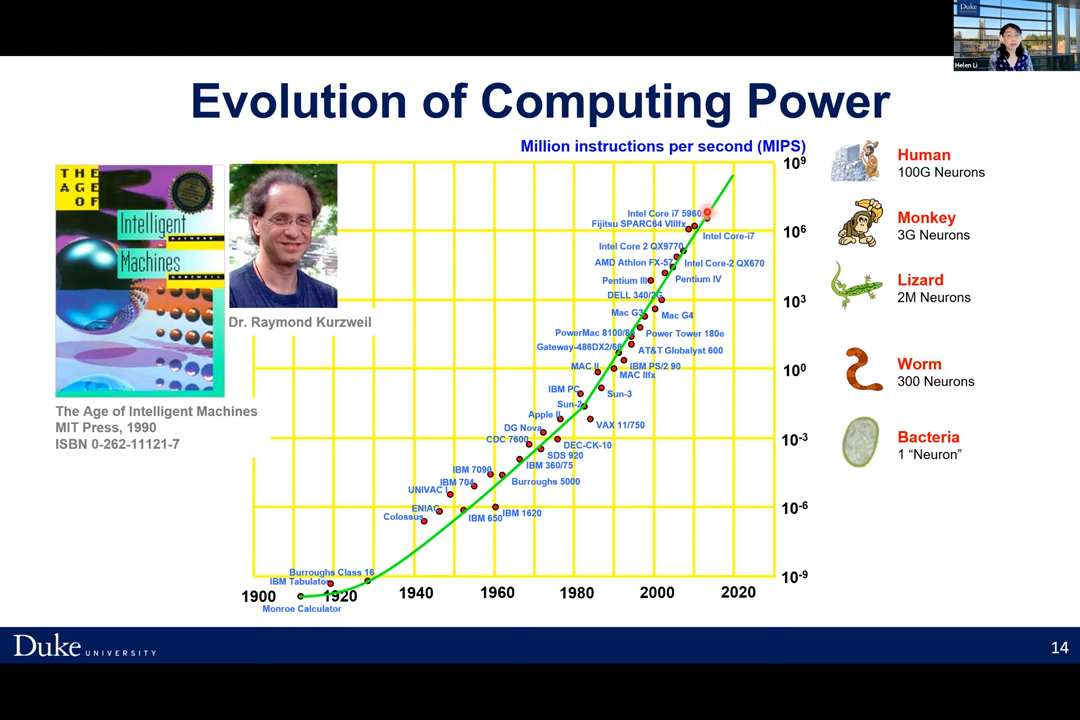 Duke
Helen Li
Evolution of Computing Power
Million instructions per second (MIPS)
THE
AGE
OF
Intelligent
RAYMOND
Machines
KURZWEIL
Dr. Raymond Kurzweil
The Age of Intelligent Machines
MIT Press, 1990
ISBN 0-262-11121-7
10⁹
10⁶
10³
10⁰
10⁻³
10⁻⁶
10⁻⁹
Intel Core i7 5960
Fijitsu SPARC64 VIIIfx
Intel Core-i7
Intel Core 2 QX9770
AMD Athlon FX-57
Intel Core-2 QX670
Pentium III
Pentium IV
DELL 340/2G
Mac G3
Mac G4
PowerMac 8100/8
Power Tower 180e
Gateway-486DX2/66
AT&T Globalyst 600
MAC II
IBM PS/2 90
MAC IIfx
IBM PC
Sun-3
Sun-2
Apple II
VAX 11/750
DG Nova
CDC 7600
DEC-CK-10
SDS 920
IBM 7090
IBM 360/75
IBM 704
Burroughs 5000
UNIVAC I
ENIAC
IBM 1620
Colossus
IBM 650
Burroughs Class 16
IBM Tabulator
Monroe Calculator
1900
1920
1940
1960
1980
2000
2020
Human
100G Neurons
Monkey
3G Neurons
Lizard
2M Neurons
Worm
300 Neurons
Bacteria
1 “Neuron”
Duke UNIVERSITY
14